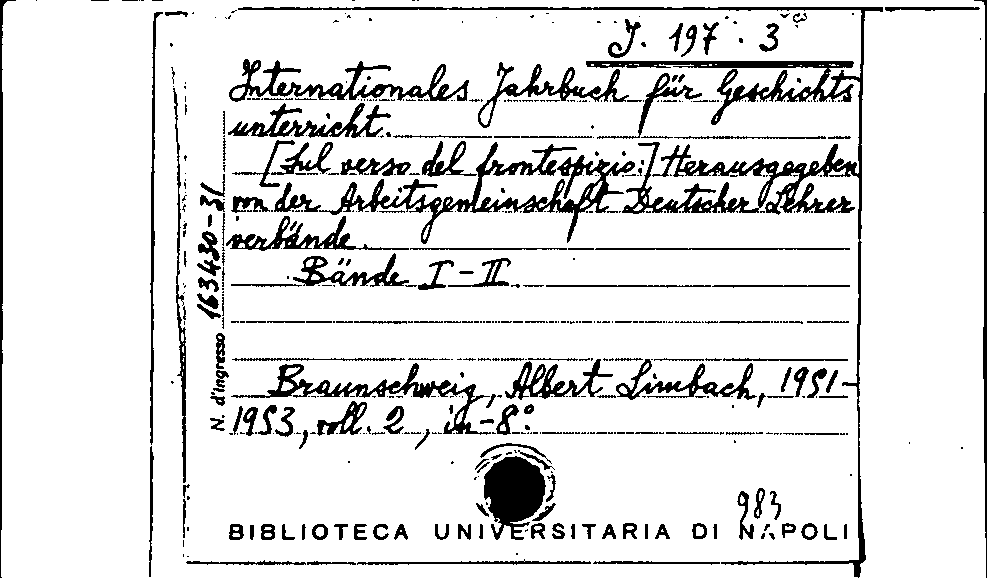 J. 197 . 3
Internationales Jahrbuch für Geschichts
unterricht.
[Sul verso del frontespizio:] Herausgegeben
von der Arbeitsgemeinschaft Deutscher Lehrer
verbände.
Bände I-II
Braunschweig, Albert Limbach, 1951-
1953, voll. 2, in-8°.
N. d'ingresso 163430-31
983
BIBLIOTECA UNIVERSITARIA DI NAPOLI